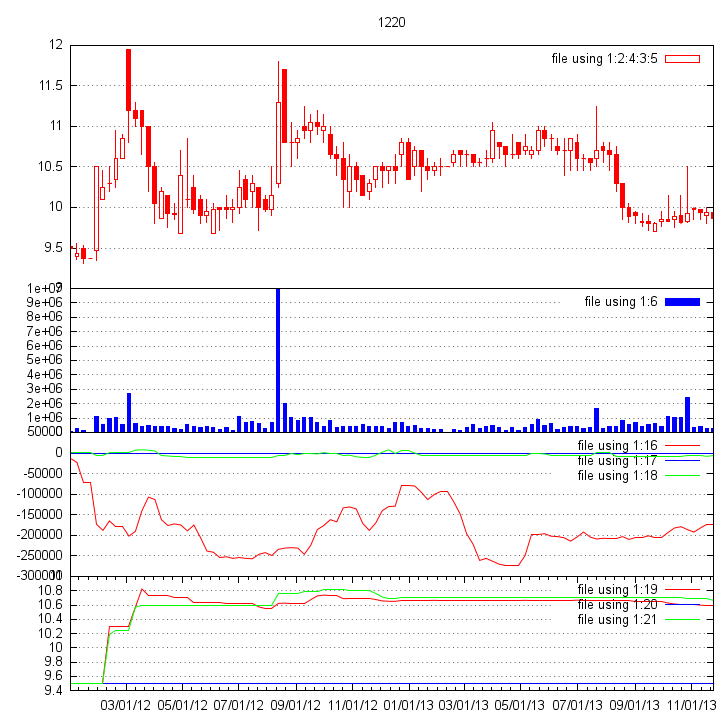 1220
12
file using 1:2:4:3:5
11.5
11
10.5
10
9.5
9
1e+07
file using 1:6
9e+06
8e+06
7e+06
6e+06
5e+06
4e+06
3e+06
2e+06
1e+06
0
50000
file using 1:16
0
file using 1:17
-50000
file using 1:18
-100000
-150000
-200000
-250000
-300000
11
10.8
file using 1:19
10.6
file using 1:20
10.4
file using 1:21
10.2
10
9.8
9.6
9.4
03/01/12 05/01/12 07/01/12 09/01/12 11/01/12 01/01/13 03/01/13 05/01/13 07/01/13 09/01/13 11/01/13